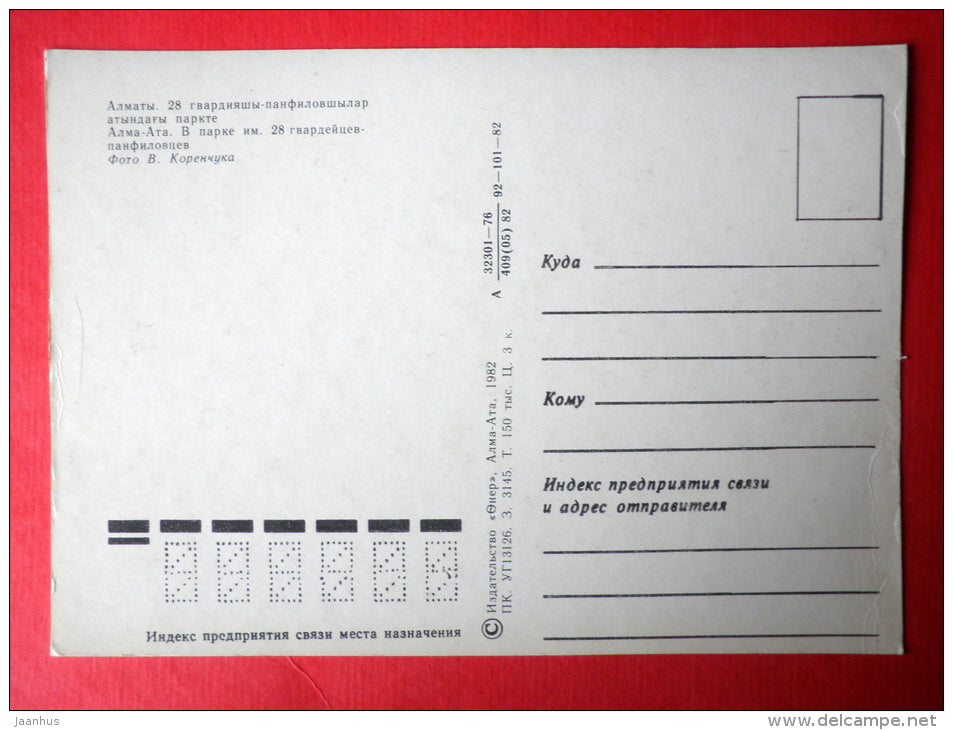 Алматы. 28 гвардияшы-панфиловшылар
атындағы паркте
Алма-Ата. В парке им. 28 гвардейцев-
панфиловцев
Фото В. Коренчука
А 32301—76 92—101—82
409(05) 82
© Издательство «Өнер», Алма-Ата, 1982
ПК. УГ13126. З. 3145. Т. 150 тыс. Ц. 3 к.
Куда
Кому
Индекс предприятия связи
и адрес отправителя
Индекс предприятия связи места назначения
Jaanhus
delcampe.net